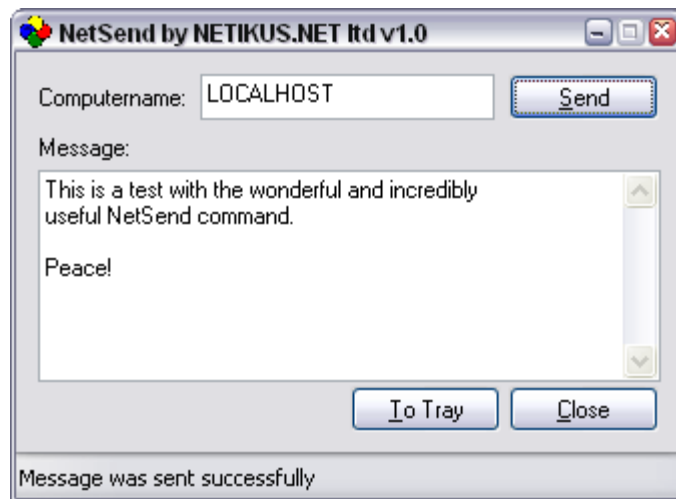 NetSend by NETIKUS.NET ltd v1.0
Computername: LOCALHOST Send
Message:
This is a test with the wonderful and incredibly
useful NetSend command.
Peace!
To Tray Close
Message was sent successfully